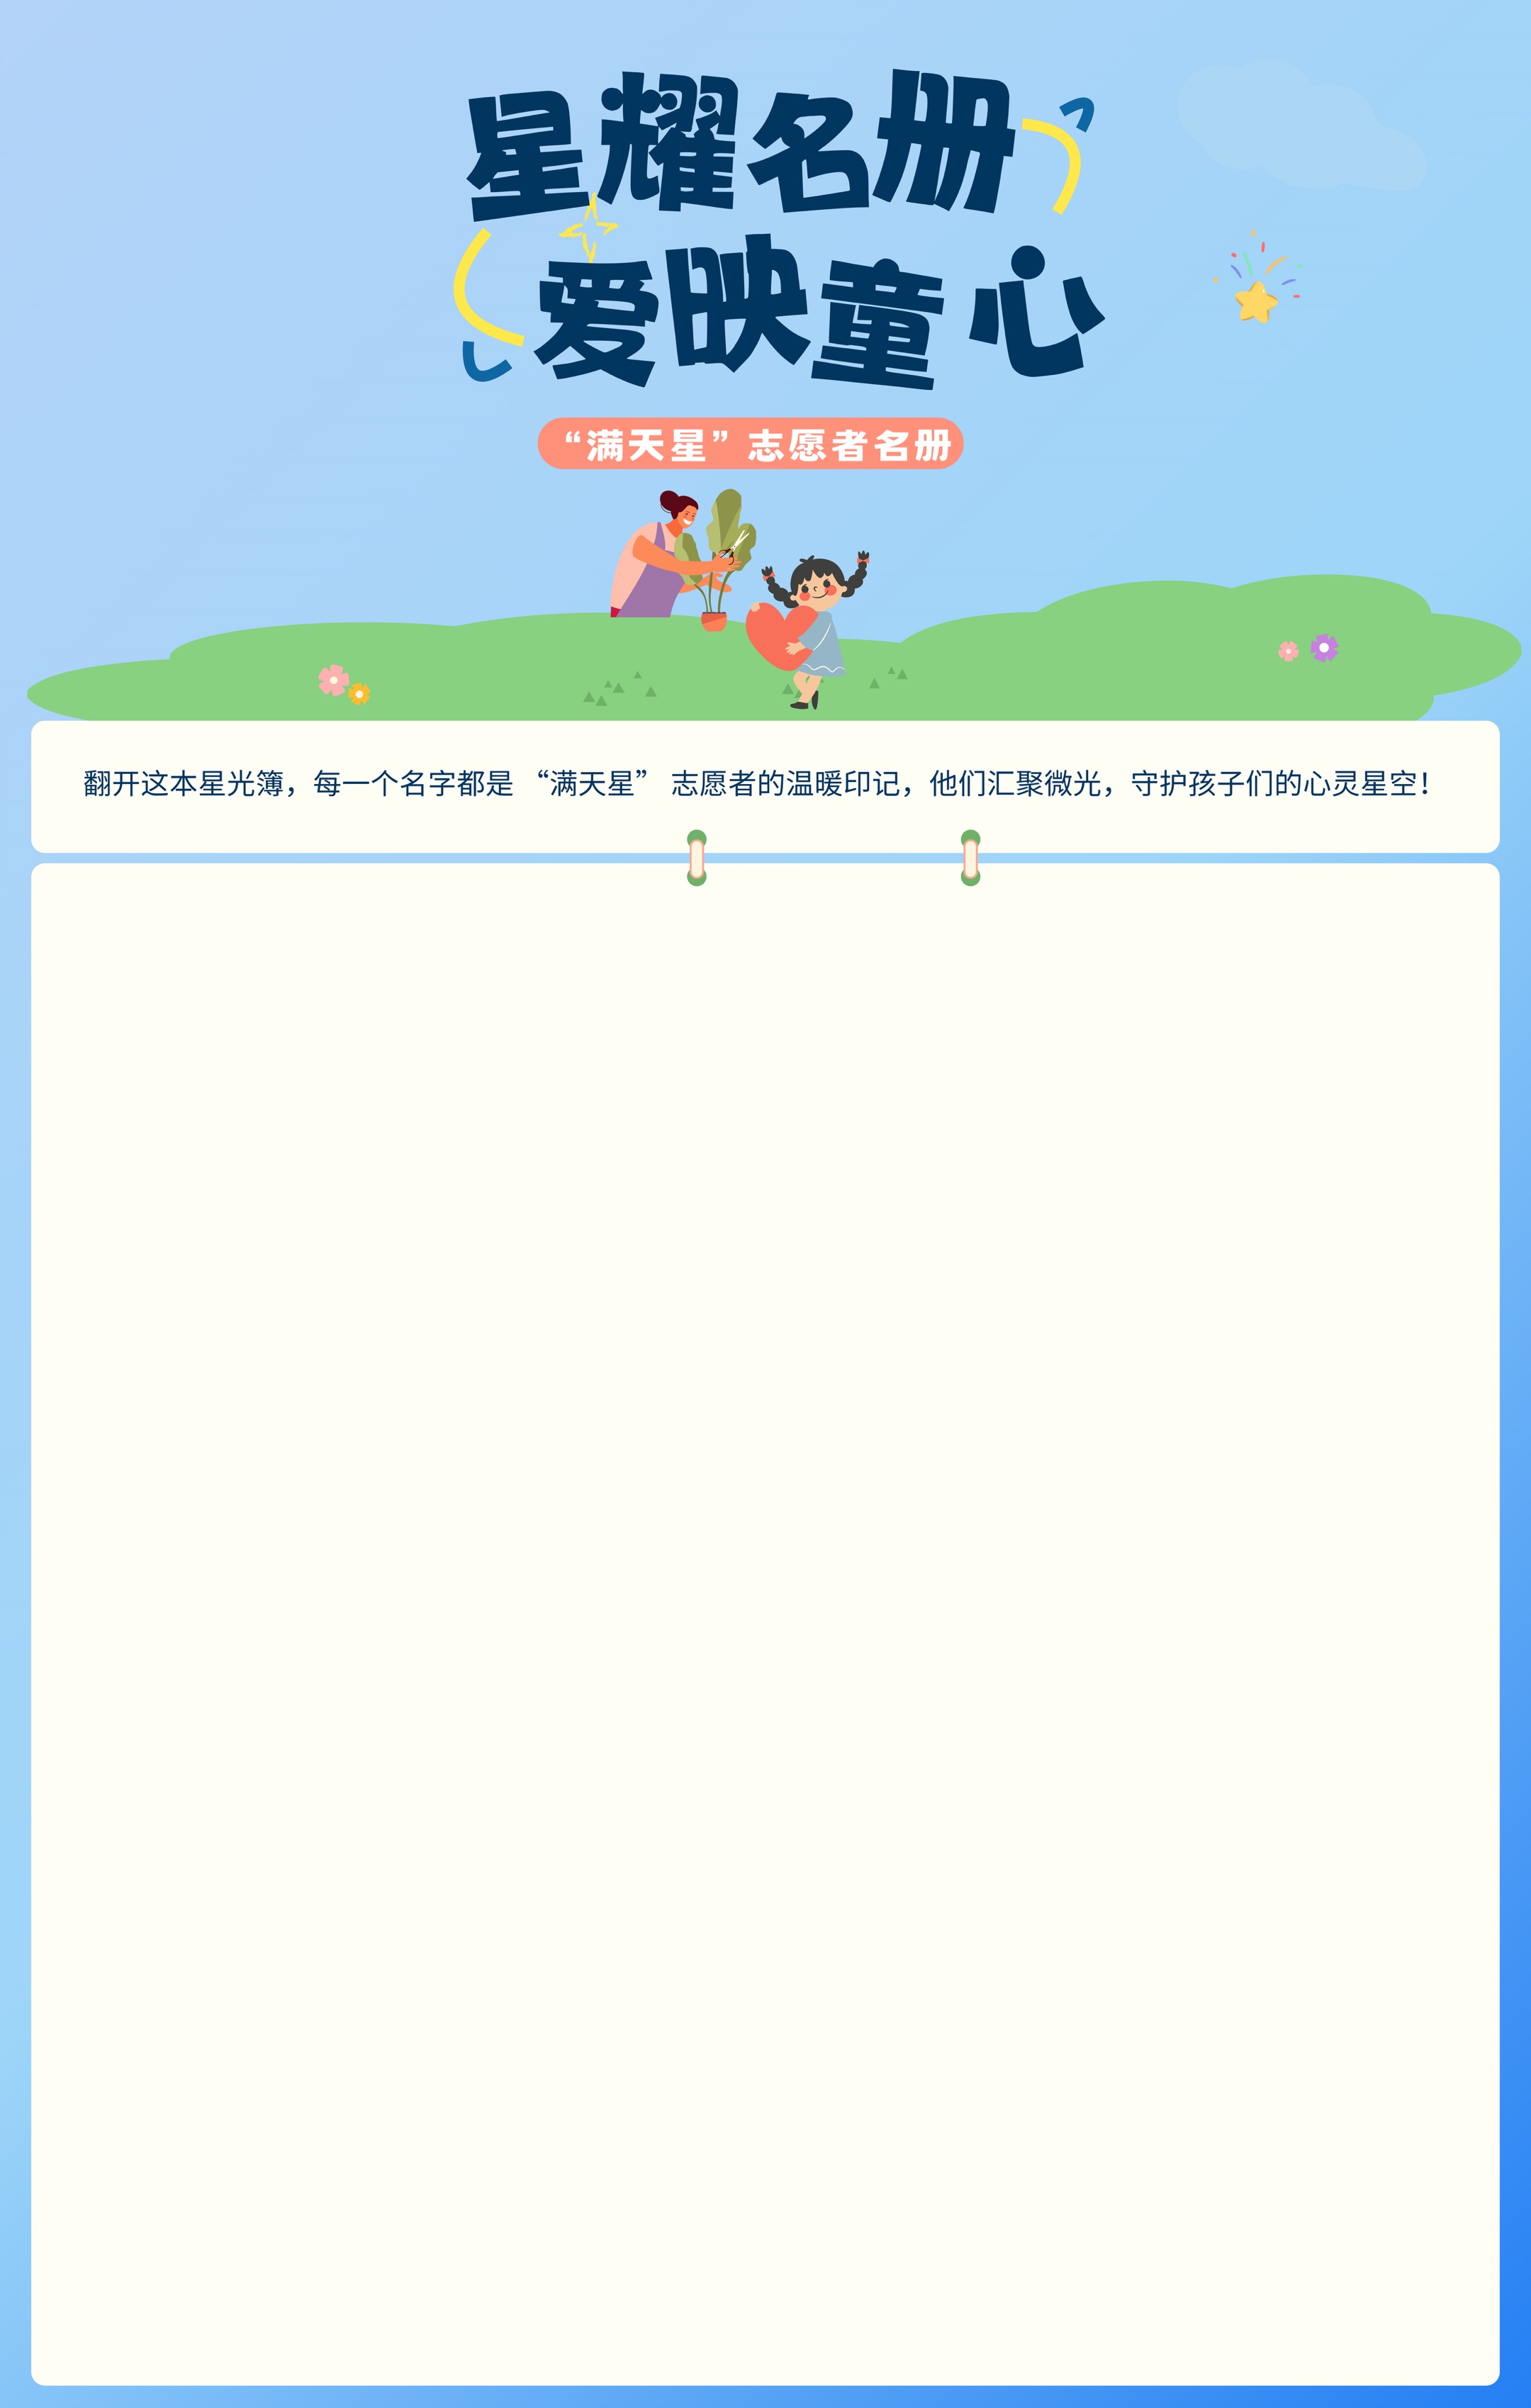 星耀名册
爱映童心
“满天星”志愿者名册
翻开这本星光簿，每一个名字都是 “满天星” 志愿者的温暖印记，他们汇聚微光，守护孩子们的心灵星空！